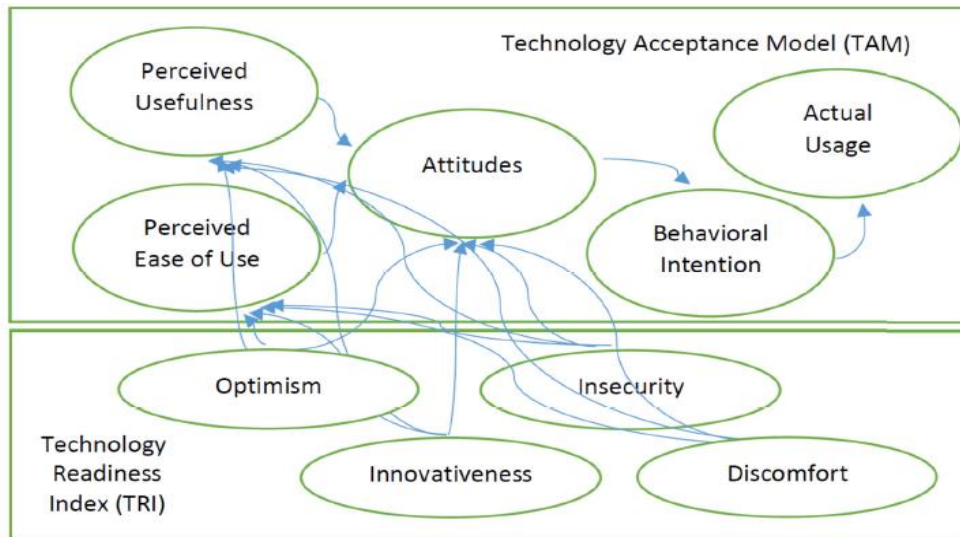 Technology Acceptance Model (TAM)
Perceived
Usefulness
Attitudes
Actual
Usage
Perceived
Ease of Use
Behavioral
Intention
Optimism
Insecurity
Technology
Readiness
Index (TRI)
Innovativeness
Discomfort